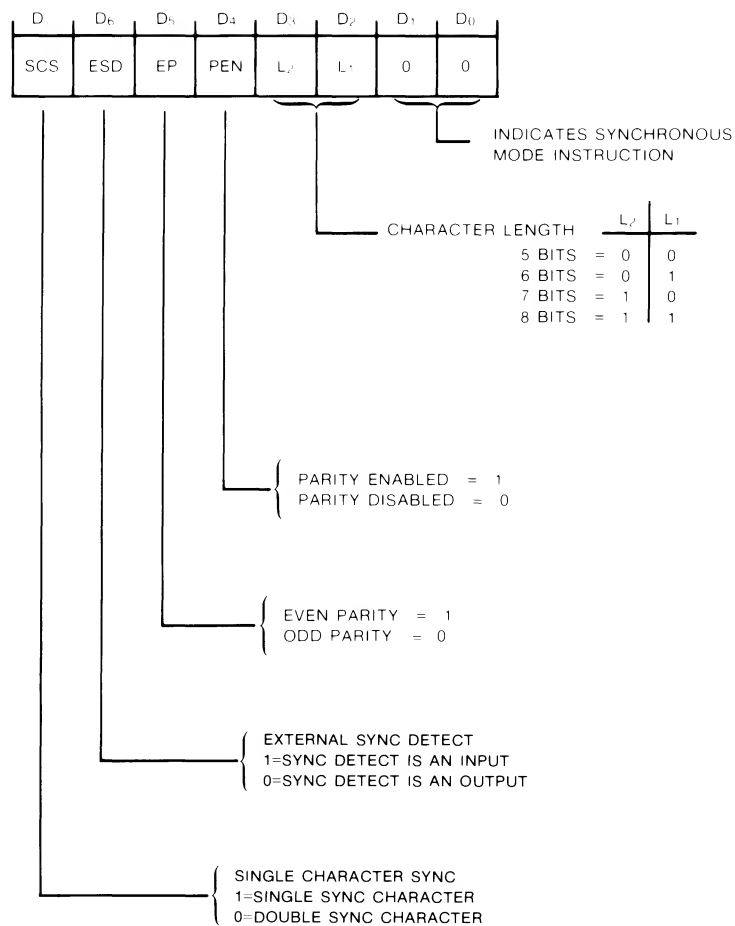 D D₆ D₅ D₄ D₃ D₂ D₁ D₀
SCS ESD EP PEN L₂ L₁ 0 0
INDICATES SYNCHRONOUS
MODE INSTRUCTION
CHARACTER LENGTH L₂ L₁
5 BITS = 0 0
6 BITS = 0 1
7 BITS = 1 0
8 BITS = 1 1
PARITY ENABLED = 1
PARITY DISABLED = 0
EVEN PARITY = 1
ODD PARITY = 0
EXTERNAL SYNC DETECT
1=SYNC DETECT IS AN INPUT
0=SYNC DETECT IS AN OUTPUT
SINGLE CHARACTER SYNC
1=SINGLE SYNC CHARACTER
0=DOUBLE SYNC CHARACTER